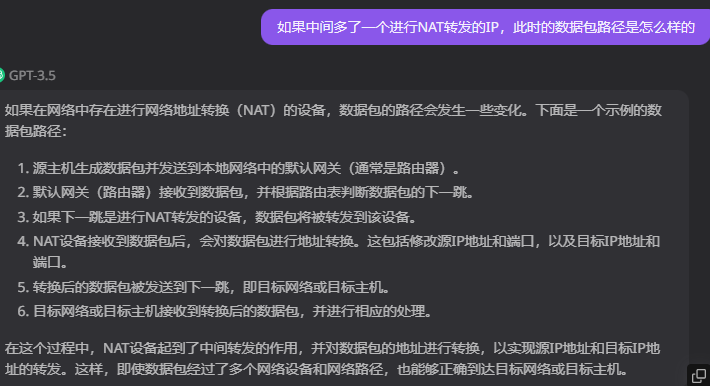 如果中间多了一个进行NAT转发的IP，此时的数据包路径是怎么样的
GPT-3.5
如果在网络中存在进行网络地址转换（NAT）的设备，数据包的路径会发生一些变化。下面是一个示例的数
据包路径：
1. 源主机生成数据包并发送到本地网络中的默认网关（通常是路由器）。
2. 默认网关（路由器）接收到数据包，并根据路由表判断数据包的下一跳。
3. 如果下一跳是进行NAT转发的设备，数据包将被转发到该设备。
4. NAT设备接收到数据包后，会对数据包进行地址转换。这包括修改源IP地址和端口，以及目标IP地址和
端口。
5. 转换后的数据包被发送到下一跳，即目标网络或目标主机。
6. 目标网络或目标主机接收到转换后的数据包，并进行相应的处理。
在这个过程中，NAT设备起到了中间转发的作用，并对数据包的地址进行转换，以实现源IP地址和目标IP地
址的转发。这样，即使数据包经过了多个网络设备和网络路径，也能够正确到达目标网络或目标主机。